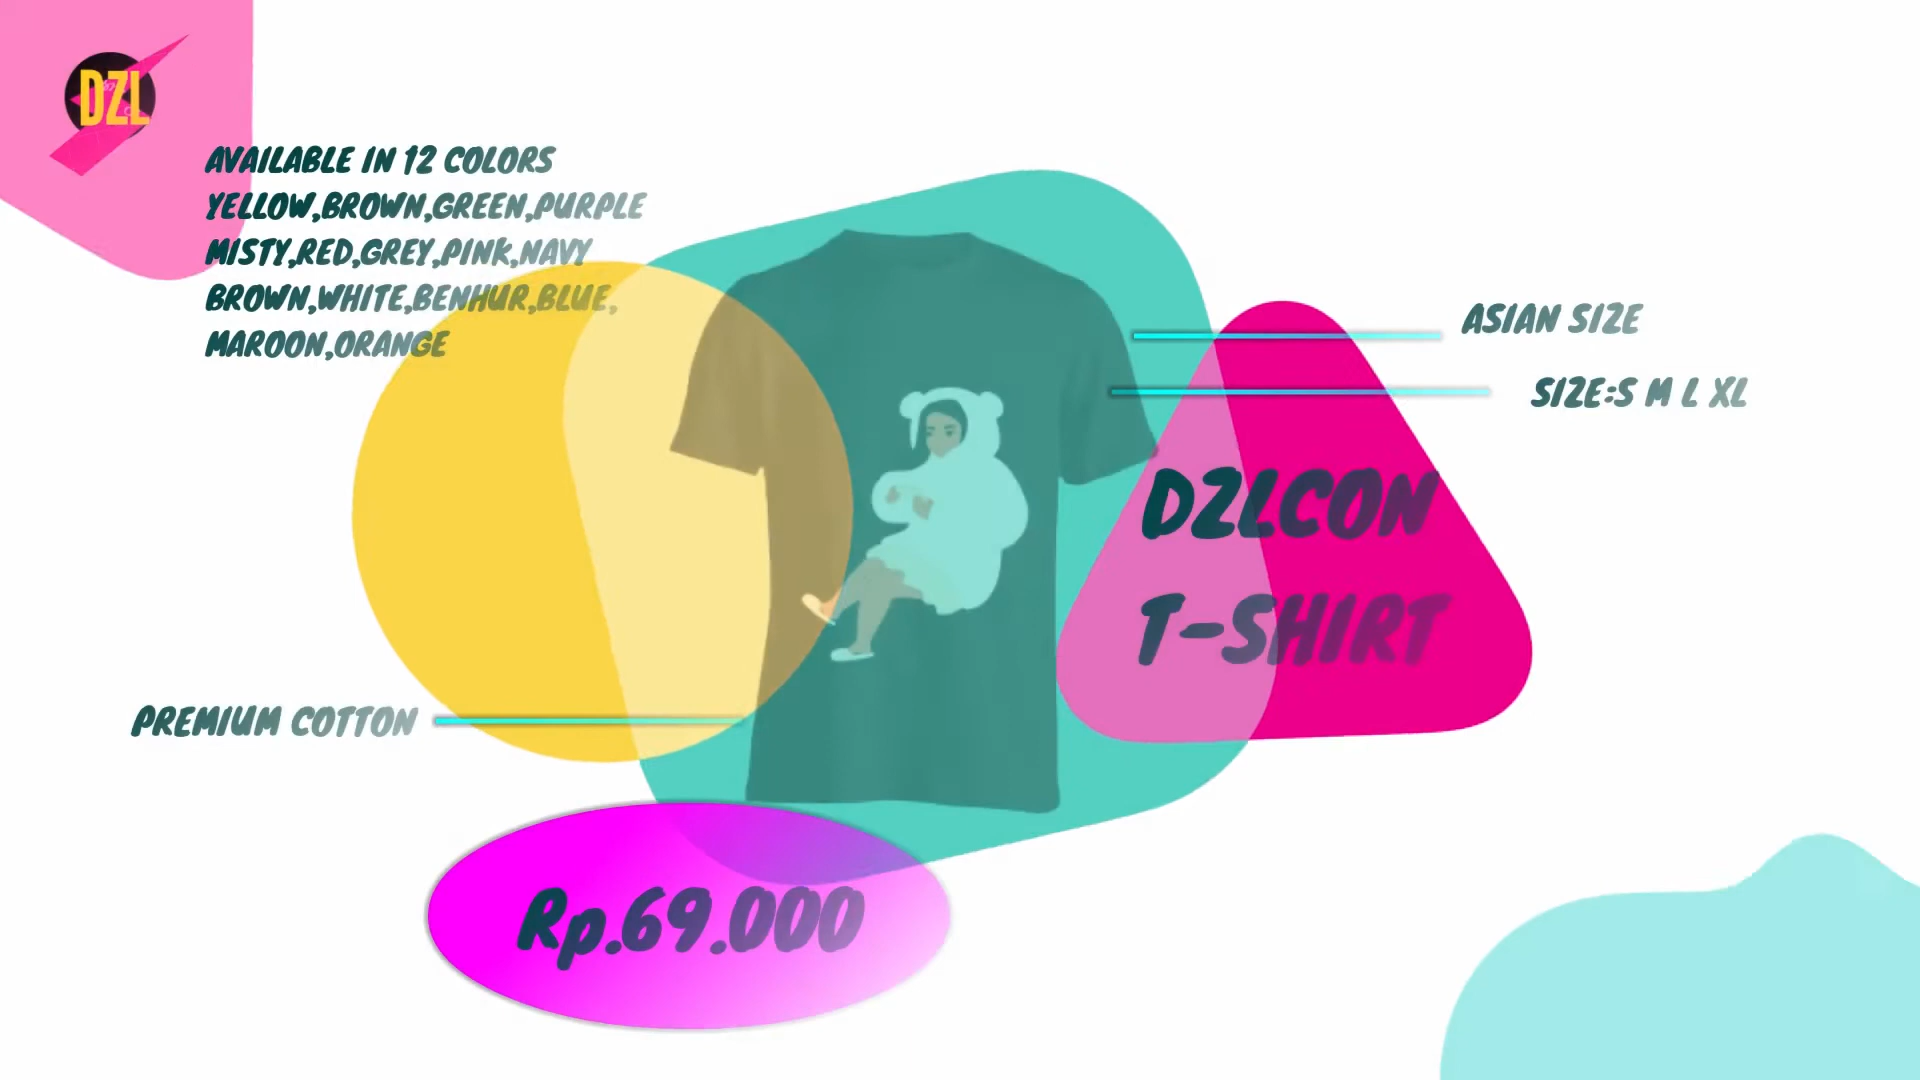 DZL
AVAILABLE IN 12 COLORS
YELLOW,BROWN,GREEN,PURPLE
MISTY,RED,GREY,PINK,NAVY
BROWN,WHITE,BENHUR,BLUE,
MAROON,ORANGE
ASIAN SIZE
SIZE:S M L XL
DZLCON
T-SHIRT
PREMIUM COTTON
Rp.69.000